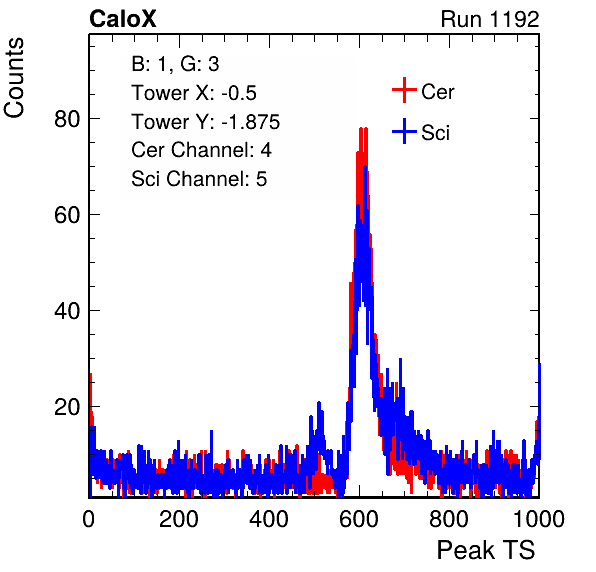 CaloX Run 1192
Counts
B: 1, G: 3
Tower X: -0.5
Tower Y: -1.875
Cer Channel: 4
Sci Channel: 5
Cer
Sci
80
60
40
20
0 200 400 600 800 1000
Peak TS